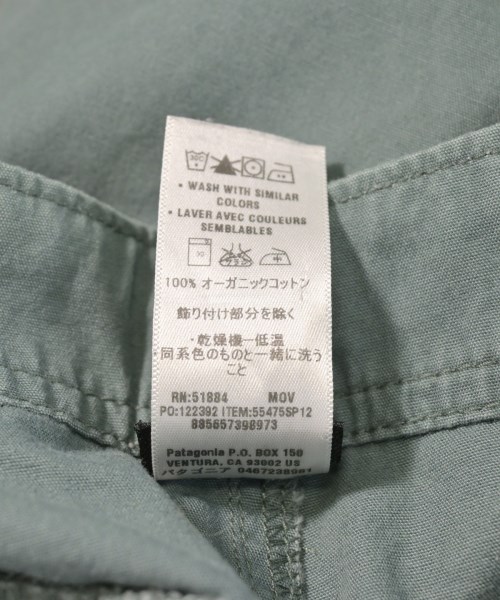 • WASH WITH SIMILAR
COLORS
• LAVER AVEC COULEURS
SEMBLABLES
100% オーガニックコットン
飾り付け部分を除く
・乾燥機ー低温
・同系色のものと一緒に洗う
こと
RN:51884 MOV
PO:122392 ITEM:55475SP12
885657398973
Patagonia P.O. BOX 150
VENTURA, CA 93002 US
パタゴニア 0467238961